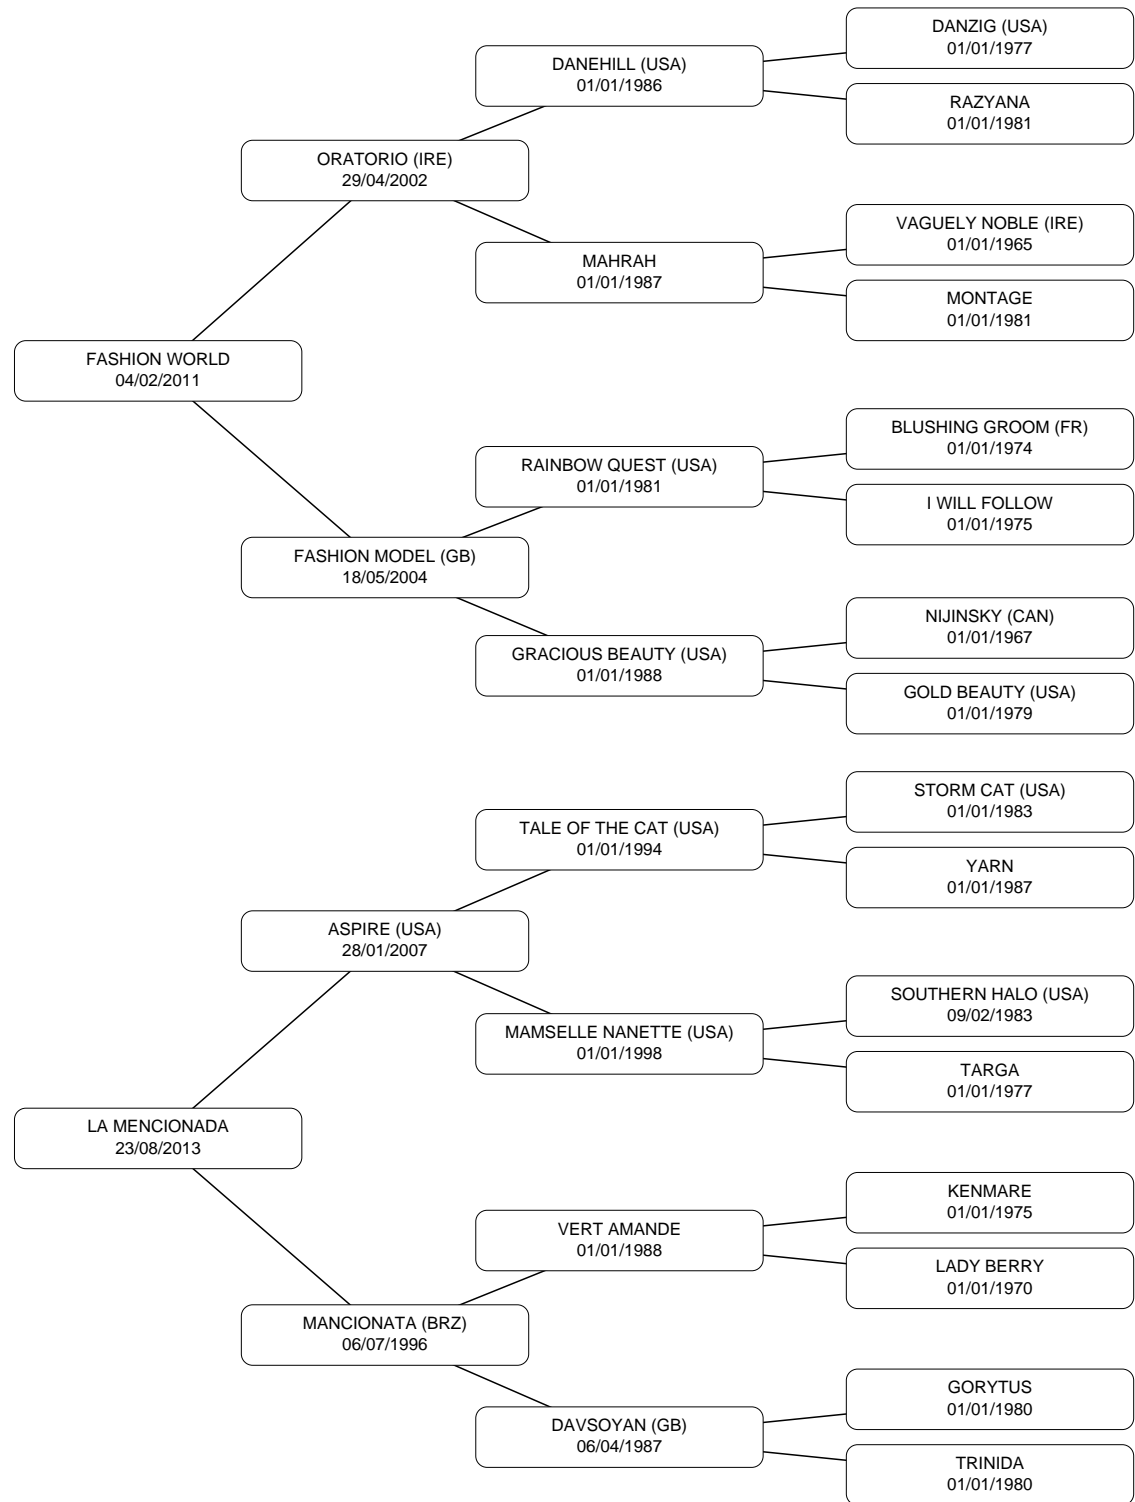 DANZIG (USA)
01/01/1977
DANEHILL (USA)
01/01/1986
RAZYANA
01/01/1981
ORATORIO (IRE)
29/04/2002
VAGUELY NOBLE (IRE)
01/01/1965
MAHRAH
01/01/1987
MONTAGE
01/01/1981
FASHION WORLD
04/02/2011
BLUSHING GROOM (FR)
01/01/1974
RAINBOW QUEST (USA)
01/01/1981
I WILL FOLLOW
01/01/1975
FASHION MODEL (GB)
18/05/2004
NIJINSKY (CAN)
01/01/1967
GRACIOUS BEAUTY (USA)
01/01/1988
GOLD BEAUTY (USA)
01/01/1979
STORM CAT (USA)
01/01/1983
TALE OF THE CAT (USA)
01/01/1994
YARN
01/01/1987
ASPIRE (USA)
28/01/2007
SOUTHERN HALO (USA)
09/02/1983
MAMSELLE NANETTE (USA)
01/01/1998
TARGA
01/01/1977
LA MENCIONADA
23/08/2013
KENMARE
01/01/1975
VERT AMANDE
01/01/1988
LADY BERRY
01/01/1970
MANCIONATA (BRZ)
06/07/1996
GORYTUS
01/01/1980
DAVSOYAN (GB)
06/04/1987
TRINIDA
01/01/1980